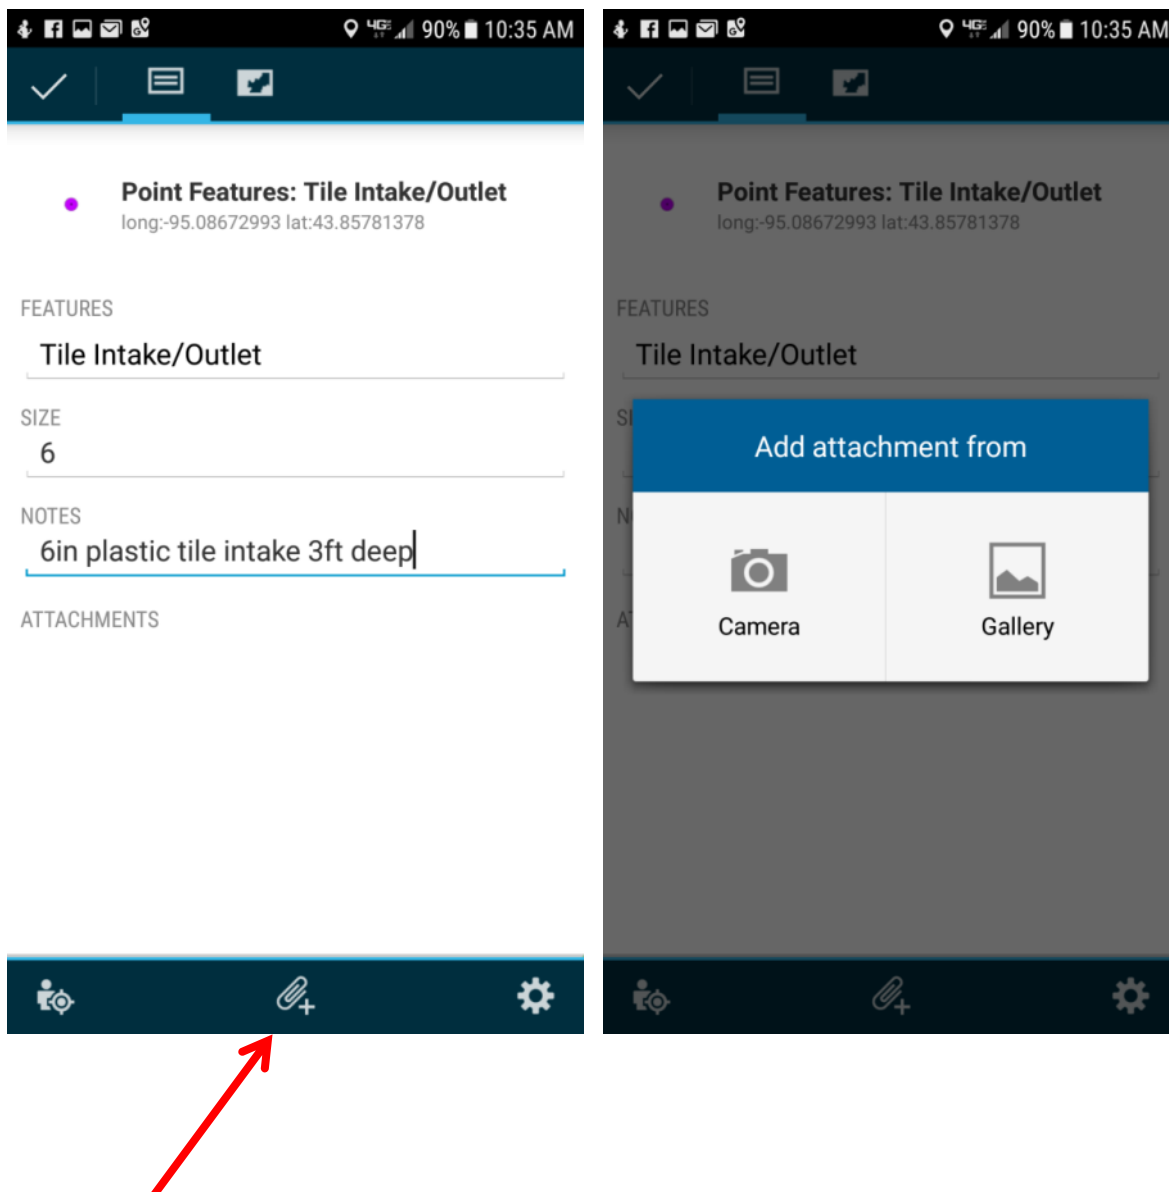 4G 90% 10:35 AM
Point Features: Tile Intake/Outlet
long:-95.08672993 lat:43.85781378
FEATURES
Tile Intake/Outlet
SIZE
6
NOTES
6in plastic tile intake 3ft deep
ATTACHMENTS
4G 90% 10:35 AM
Point Features: Tile Intake/Outlet
long:-95.08672993 lat:43.85781378
FEATURES
Tile Intake/Outlet
Add attachment from
Camera Gallery